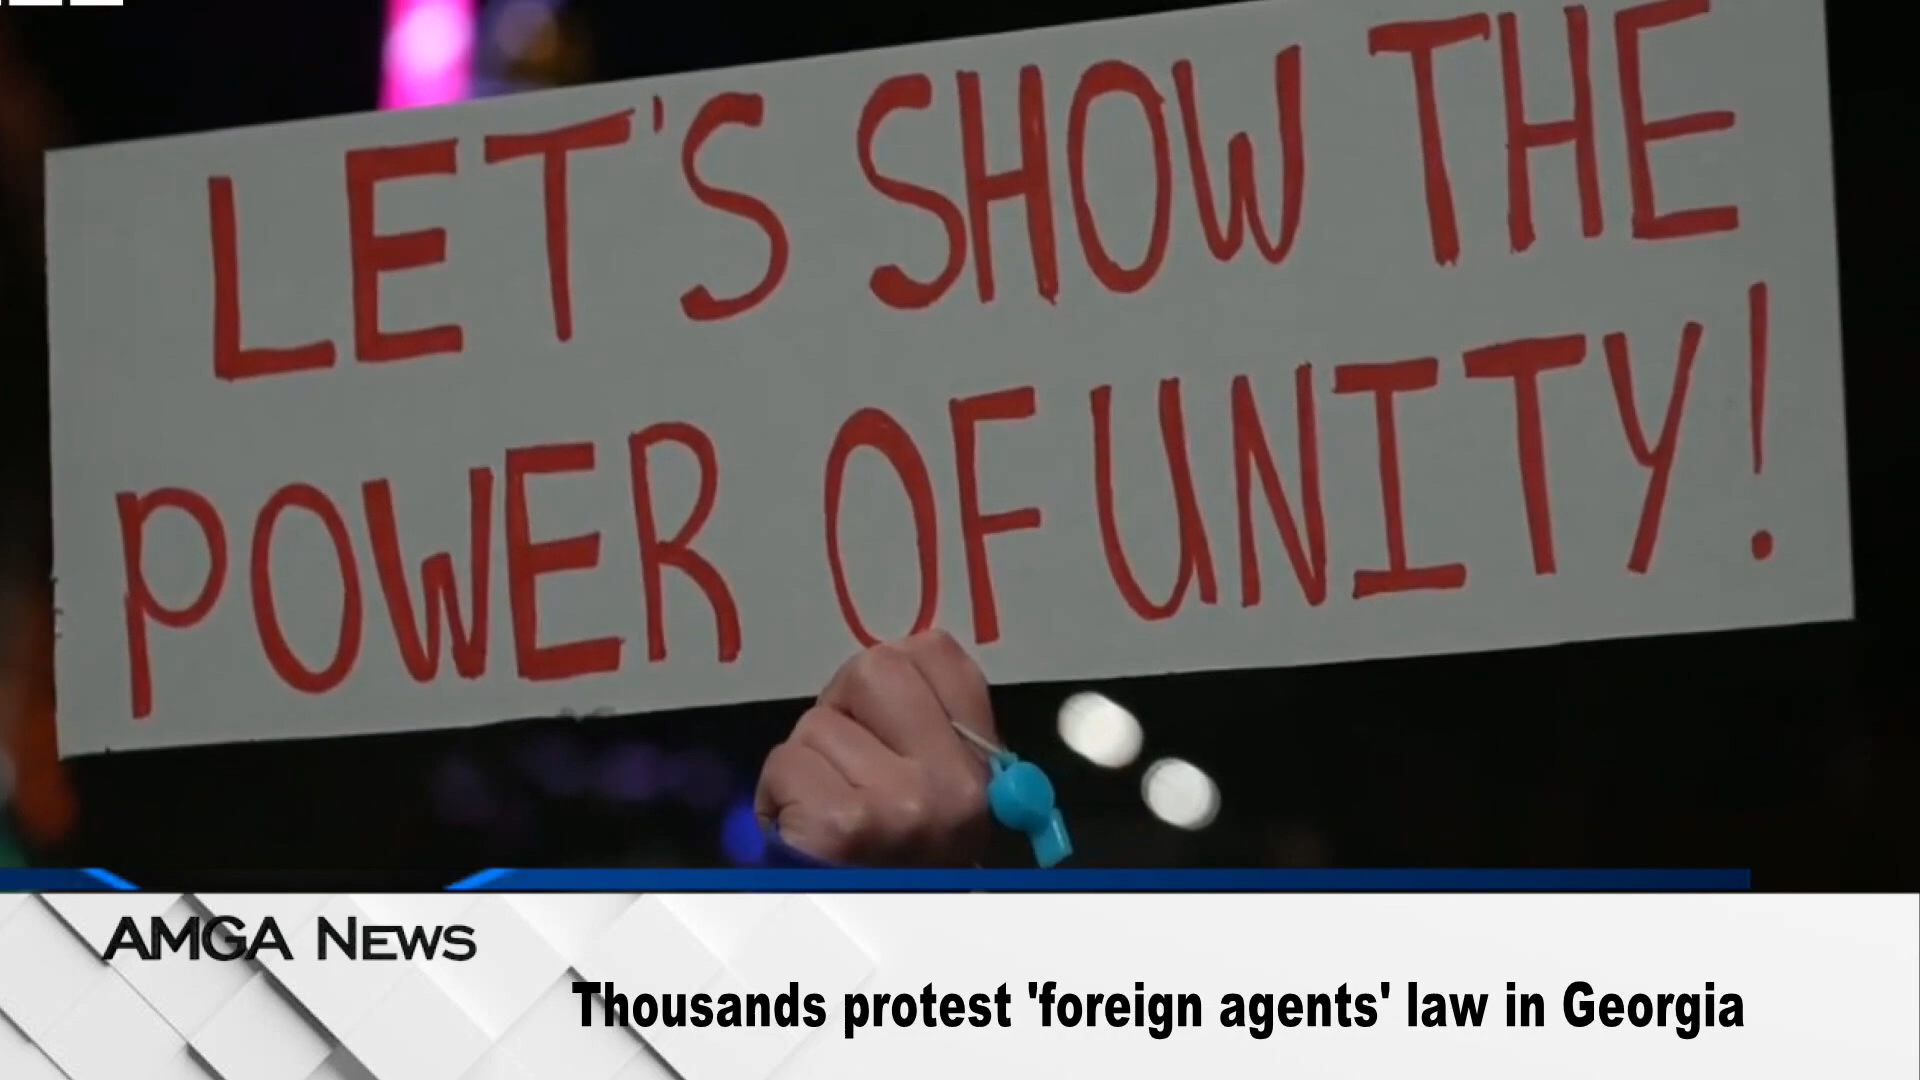 LET'S SHOW THE
POWER OF UNITY!
AMGA NEWS
Thousands protest 'foreign agents' law in Georgia